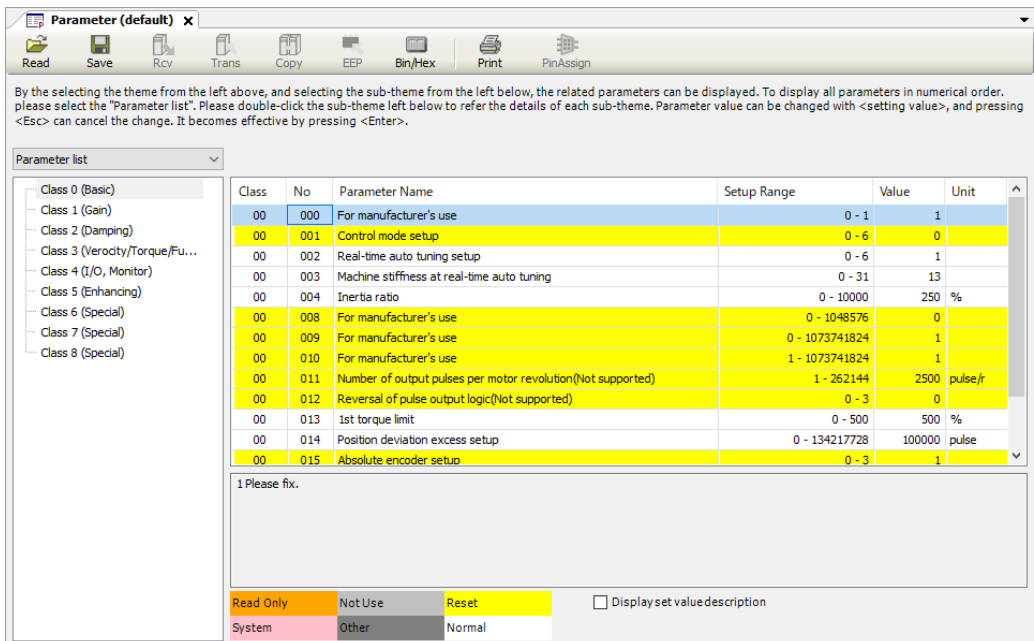 Parameter (default) x
Read Save Rcv Trans Copy EEP Bin/Hex Print PinAssign
By the selecting the theme from the left above, and selecting the sub-theme from the left below, the related parameters can be displayed. To display all parameters in numerical order.
please select the "Parameter list". Please double-click the sub-theme left below to refer the details of each sub-theme. Parameter value can be changed with <setting value>, and pressing
<Esc> can cancel the change. It becomes effective by pressing <Enter>.
Parameter list
Class 0 (Basic)
Class 1 (Gain)
Class 2 (Damping)
Class 3 (Verocity/Torque/Fu...
Class 4 (I/O, Monitor)
Class 5 (Enhancing)
Class 6 (Special)
Class 7 (Special)
Class 8 (Special)
Class No Parameter Name Setup Range Value Unit
00 000 For manufacturer's use 0 - 1 1
00 001 Control mode setup 0 - 6 0
00 002 Real-time auto tuning setup 0 - 6 1
00 003 Machine stiffness at real-time auto tuning 0 - 31 13
00 004 Inertia ratio 0 - 10000 250 %
00 008 For manufacturer's use 0 - 1048576 0
00 009 For manufacturer's use 0 - 1073741824 1
00 010 For manufacturer's use 1 - 1073741824 1
00 011 Number of output pulses per motor revolution(Not supported) 1 - 262144 2500 pulse/r
00 012 Reversal of pulse output logic(Not supported) 0 - 3 0
00 013 1st torque limit 0 - 500 500 %
00 014 Position deviation excess setup 0 - 134217728 100000 pulse
00 015 Absolute encoder setup 0 - 3 1
1 Please fix.
Read Only Not Use Reset
System Other Normal
Display set value description